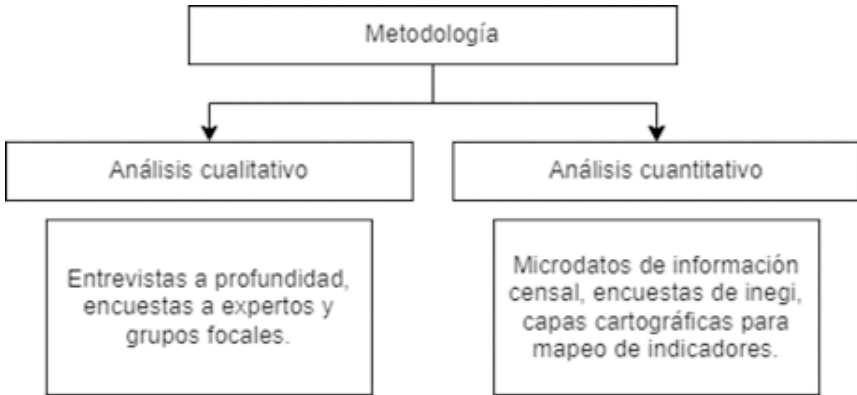 Metodología
Análisis cualitativo
Análisis cuantitativo
Entrevistas a profundidad,
encuestas a expertos y
grupos focales.
Microdatos de información
censal, encuestas de inegi,
capas cartográficas para
mapeo de indicadores.